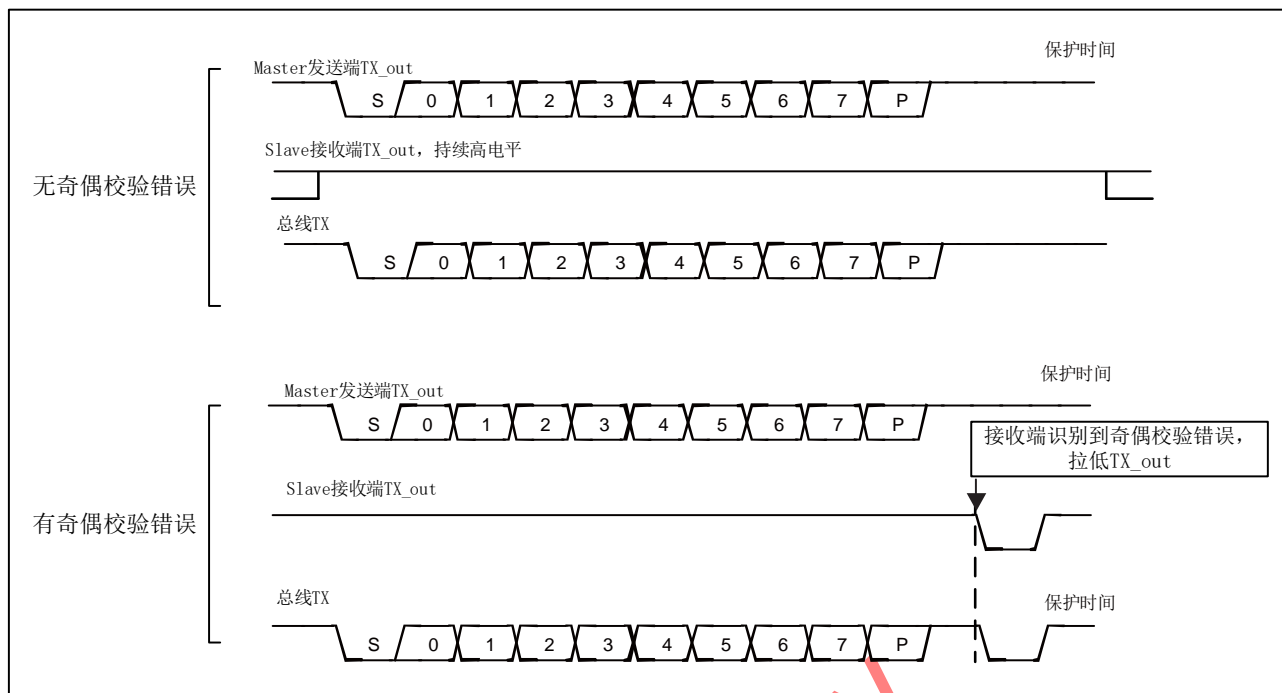 保护时间
Master发送端TX_out
S 0 1 2 3 4 5 6 7 P
Slave接收端TX_out，持续高电平
无奇偶校验错误
总线TX
S 0 1 2 3 4 5 6 7 P
保护时间
Master发送端TX_out
S 0 1 2 3 4 5 6 7 P
接收端识别到奇偶校验错误，
拉低TX_out
Slave接收端TX_out
有奇偶校验错误
总线TX
保护时间
S 0 1 2 3 4 5 6 7 P